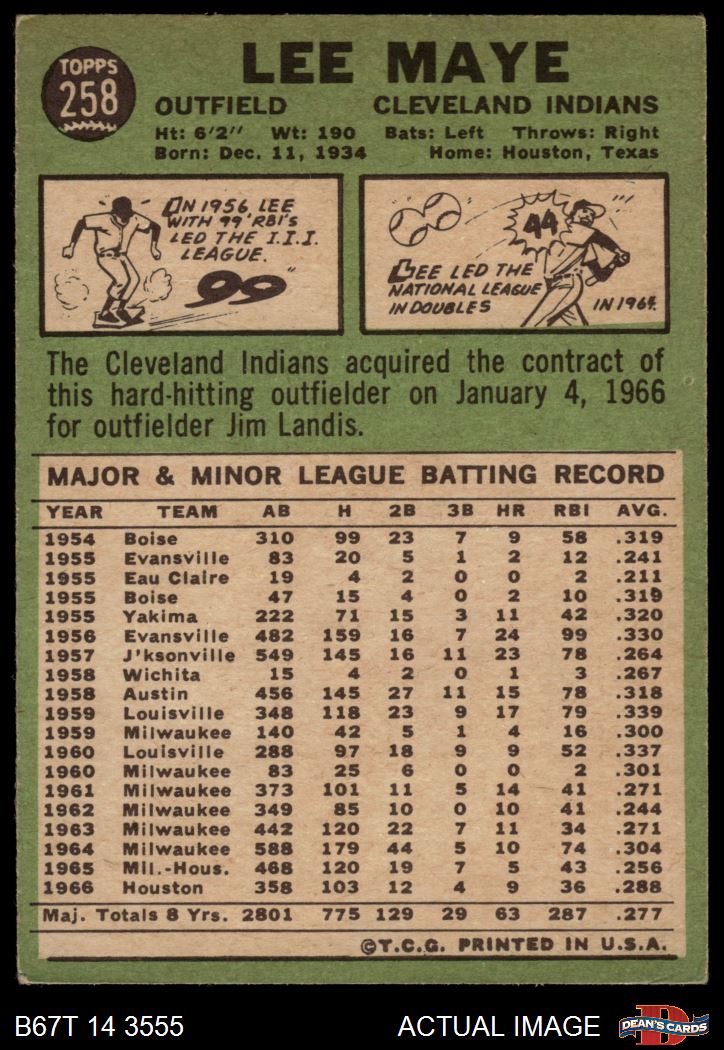 TOPPS
258
LEE MAYE
OUTFIELD CLEVELAND INDIANS
Ht: 6'2" Wt: 190 Bats: Left Throws: Right
Born: Dec. 11, 1934 Home: Houston, Texas
IN 1956, LEE
WITH 99 RBI's
LED THE I.I.I.
LEAGUE.
99
44
LEE LED THE
NATIONAL LEAGUE
IN DOUBLES
IN 1964.
The Cleveland Indians acquired the contract of
this hard-hitting outfielder on January 4, 1966
for outfielder Jim Landis.
MAJOR & MINOR LEAGUE BATTING RECORD
YEAR TEAM AB H 2B 3B HR RBI AVG.
1954 Boise 310 99 23 7 9 58 .319
1955 Evansville 83 20 5 1 2 12 .241
1955 Eau Claire 19 4 2 0 0 2 .211
1955 Boise 47 15 4 0 2 10 .319
1955 Yakima 222 71 15 3 11 42 .320
1956 Evansville 482 159 16 7 24 99 .330
1957 J'ksonville 549 145 16 11 23 78 .264
1958 Wichita 15 4 2 0 1 3 .267
1958 Austin 456 145 27 11 15 78 .318
1959 Louisville 348 118 23 9 17 79 .339
1959 Milwaukee 140 42 5 1 4 16 .300
1960 Louisville 288 97 18 9 9 52 .337
1960 Milwaukee 83 25 6 0 0 2 .301
1961 Milwaukee 373 101 11 5 14 41 .271
1962 Milwaukee 349 85 10 0 10 41 .244
1963 Milwaukee 442 120 22 7 11 34 .271
1964 Milwaukee 588 179 44 5 10 74 .304
1965 Mil.-Hous. 468 120 19 7 5 43 .256
1966 Houston 358 103 12 4 9 36 .288
Maj. Totals 8 Yrs. 2801 775 129 29 63 287 .277
©T.C.G. PRINTED IN U.S.A.
B67T 14 3555 ACTUAL IMAGE D
DEAN'S CARDS